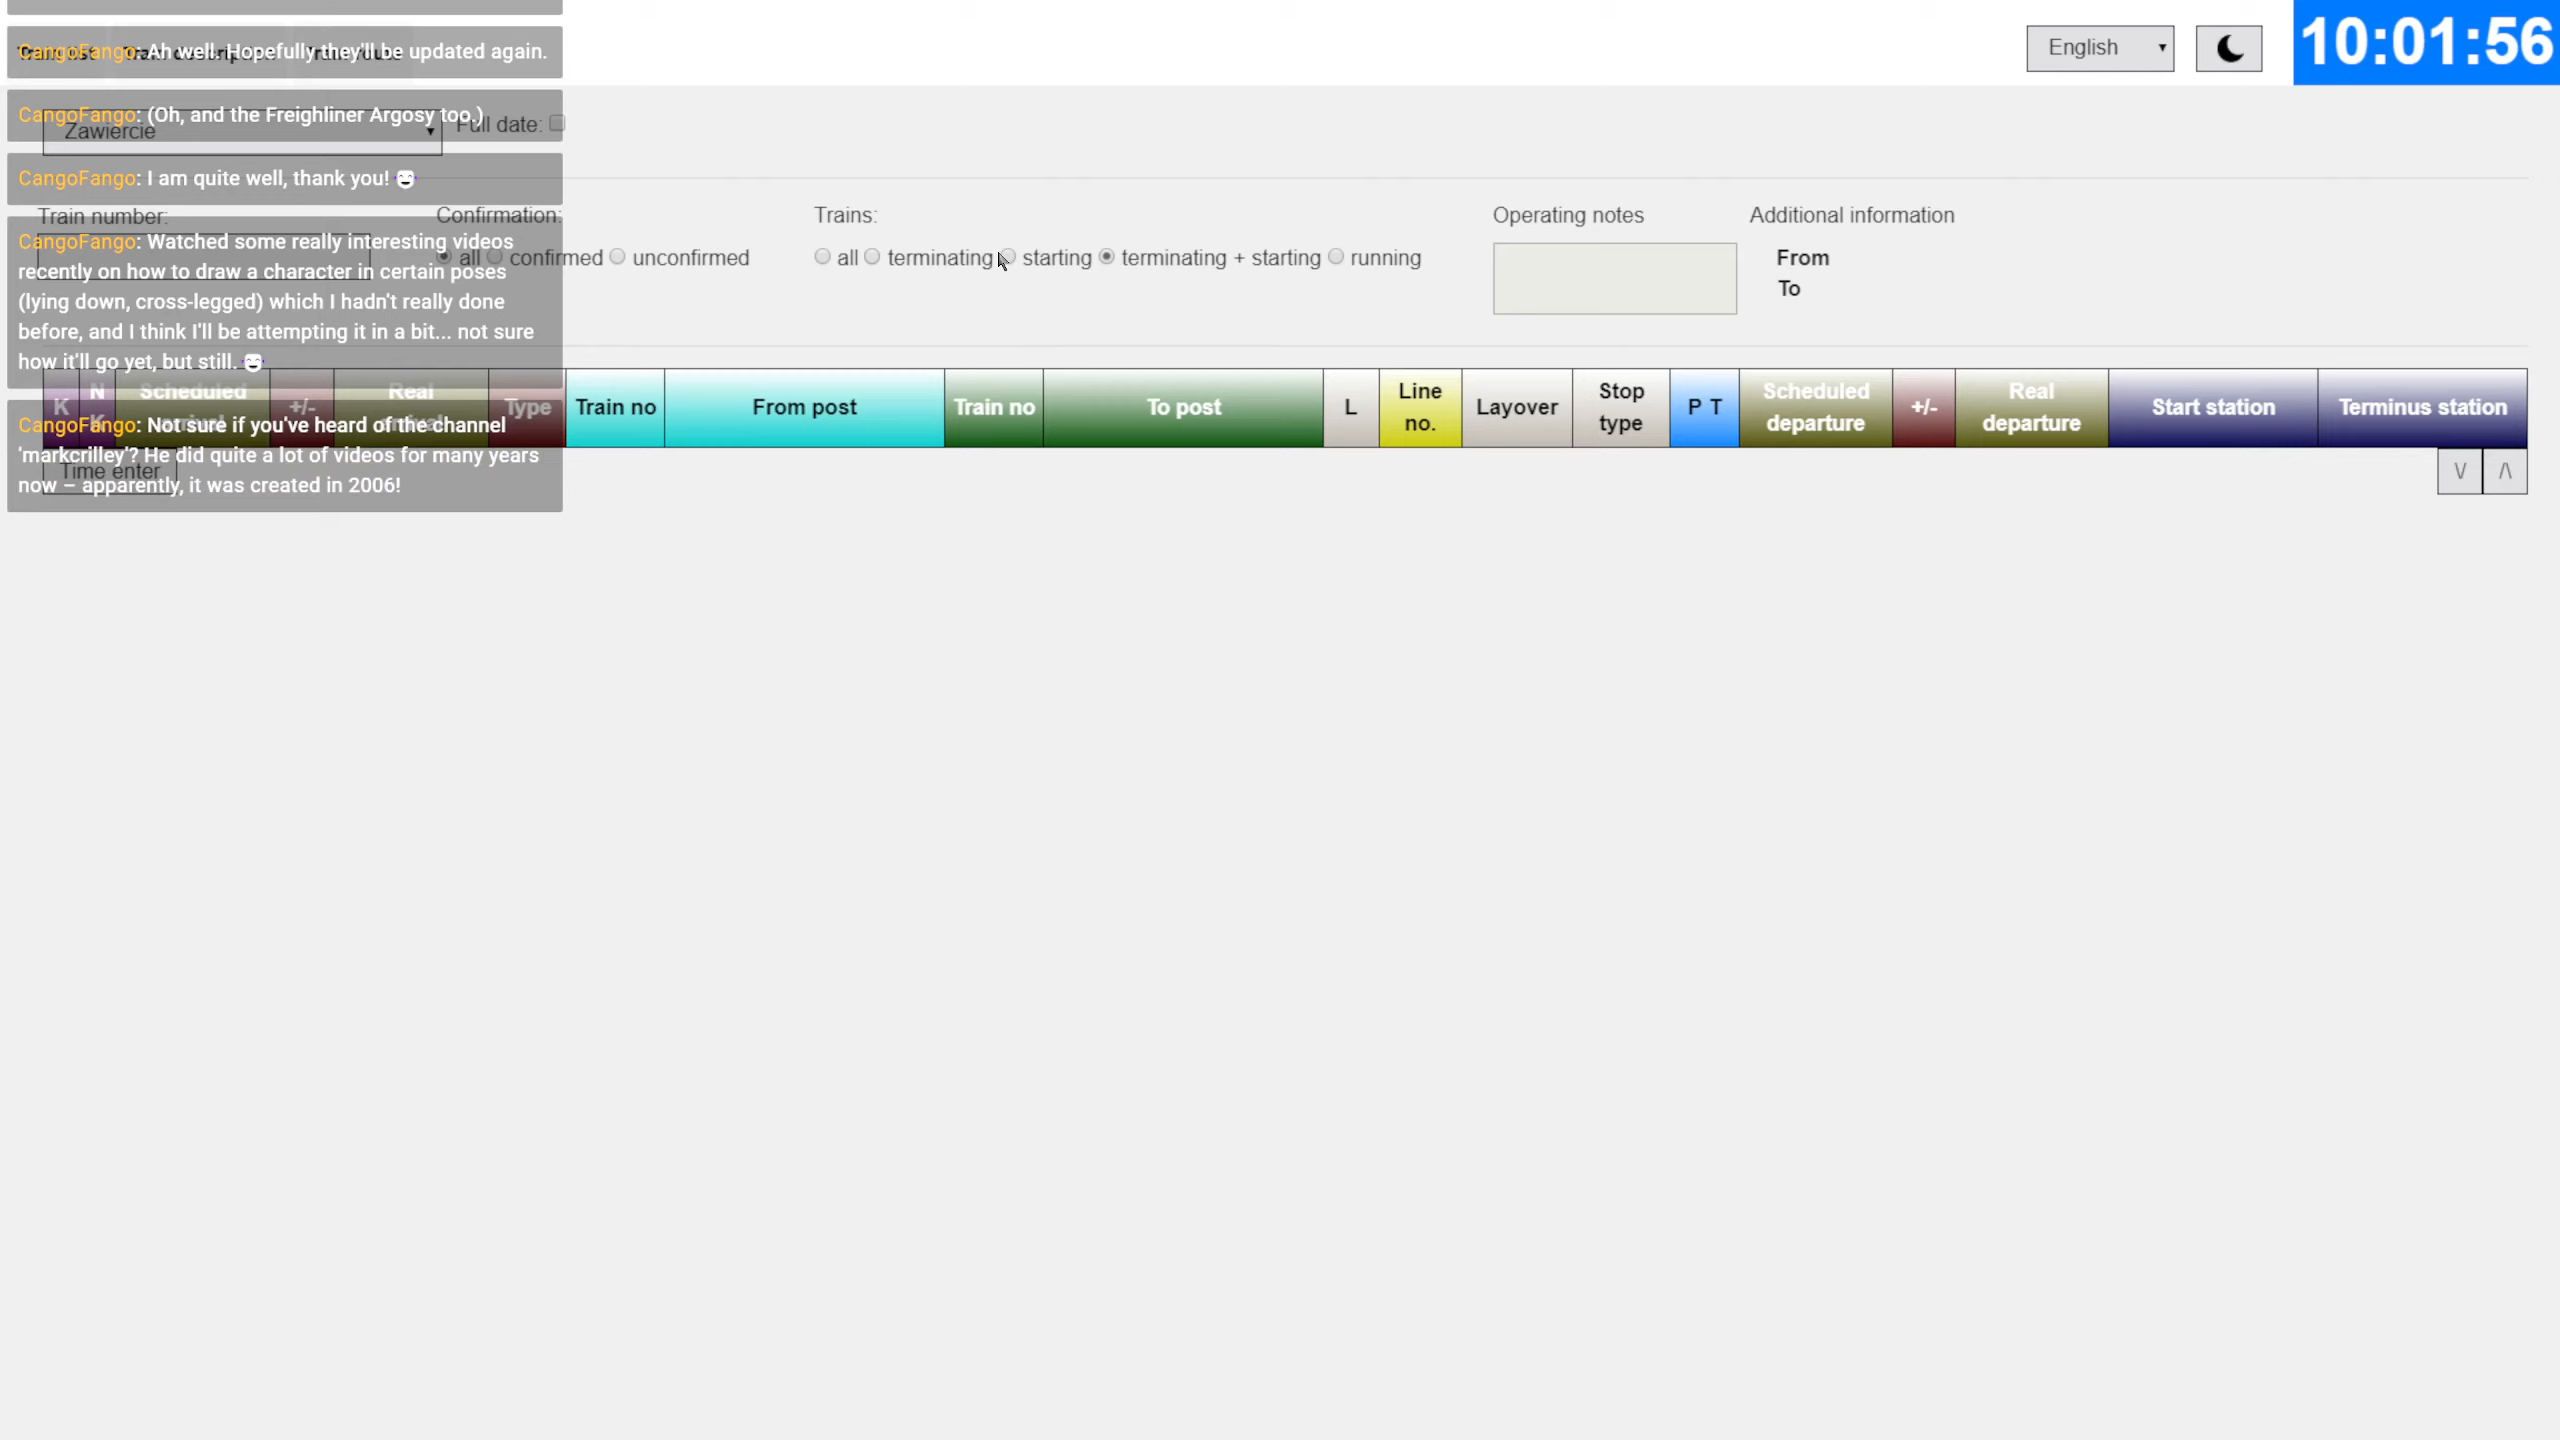 CangoFango: Ah well. Hopefully they'll be updated again.
English
10:01:56
CangoFango: (Oh, and the Freighliner Argosy too.)
Zawiercie
Full date:
CangoFango: I am quite well, thank you!
Train number:
Confirmation:
Trains:
Operating notes
Additional information
CangoFango: Watched some really interesting videos
recently on how to draw a character in certain poses
(lying down, cross-legged) which I hadn't really done
before, and I think I'll be attempting it in a bit... not sure
how it'll go yet, but still.
all confirmed unconfirmed
all terminating starting terminating + starting running
From
To
K
N
K
Scheduled
arrival
+/-
Real
arrival
Type
Train no
From post
Train no
To post
L
Line
no.
Layover
Stop
type
P T
Scheduled
departure
+/-
Real
departure
Start station
Terminus station
CangoFango: Not sure if you've heard of the channel
'markcrilley'? He did quite a lot of videos for many years
now – apparently, it was created in 2006!
Time enter
V
Λ